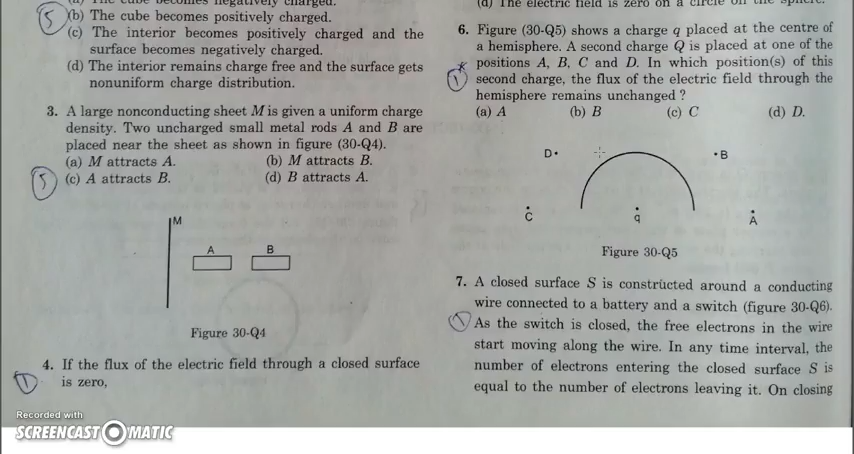 (b) The cube becomes positively charged.
(c) The interior becomes positively charged and the
surface becomes negatively charged.
(d) The interior remains charge free and the surface gets
nonuniform charge distribution.
3. A large nonconducting sheet M is given a uniform charge
density. Two uncharged small metal rods A and B are
placed near the sheet as shown in figure (30-Q4).
(a) M attracts A. (b) M attracts B.
(c) A attracts B. (d) B attracts A.
M
A B
Figure 30-Q4
4. If the flux of the electric field through a closed surface
is zero,
(d) The electric field is zero on a circle on the sphere.
6. Figure (30-Q5) shows a charge q placed at the centre of
a hemisphere. A second charge Q is placed at one of the
positions A, B, C and D. In which position(s) of this
second charge, the flux of the electric field through the
hemisphere remains unchanged ?
(a) A (b) B (c) C (d) D.
D B
C q A
Figure 30-Q5
7. A closed surface S is constructed around a conducting
wire connected to a battery and a switch (figure 30-Q6).
As the switch is closed, the free electrons in the wire
start moving along the wire. In any time interval, the
number of electrons entering the closed surface S is
equal to the number of electrons leaving it. On closing
Recorded with
SCREENCAST O MATIC